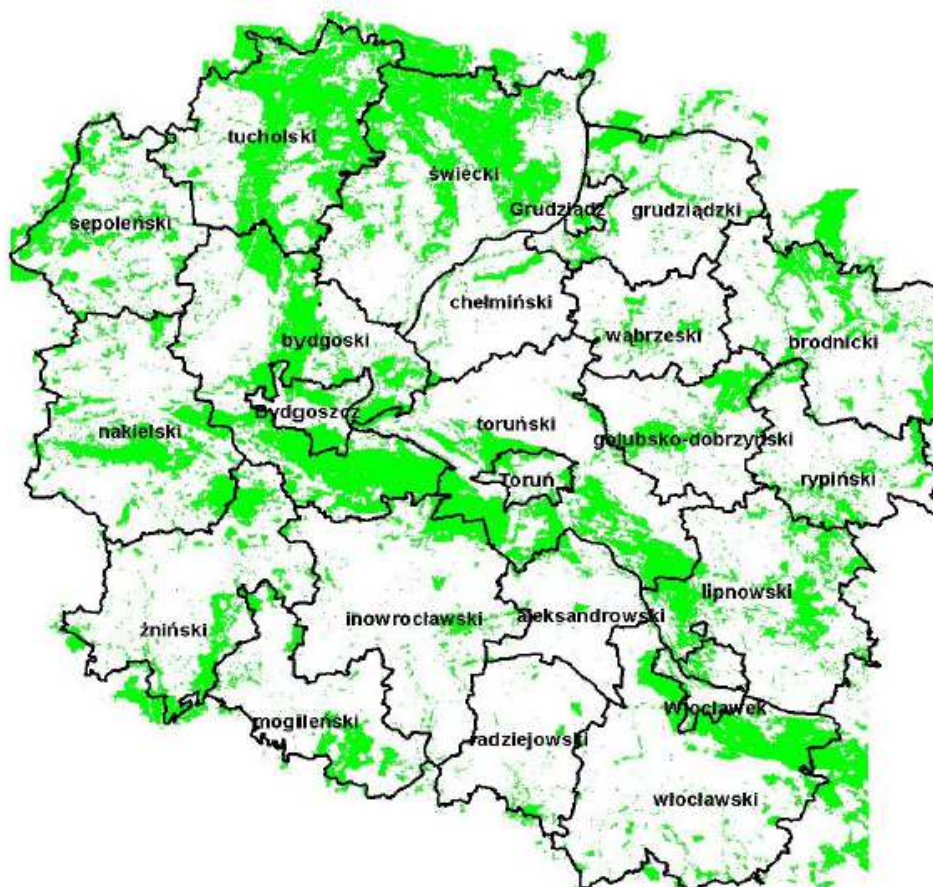 tucholski
świecki
sępoleński
Grudziądz
grudziądzki
chełmiński
bydgoski
wąbrzeski
brodnicki
Bydgoszcz
nakielski
toruński
golubsko-dobrzyński
Toruń
rypiński
lipnowski
inowrocławski
aleksandrowski
żniński
Włocławek
mogileński
radziejowski
włocławski